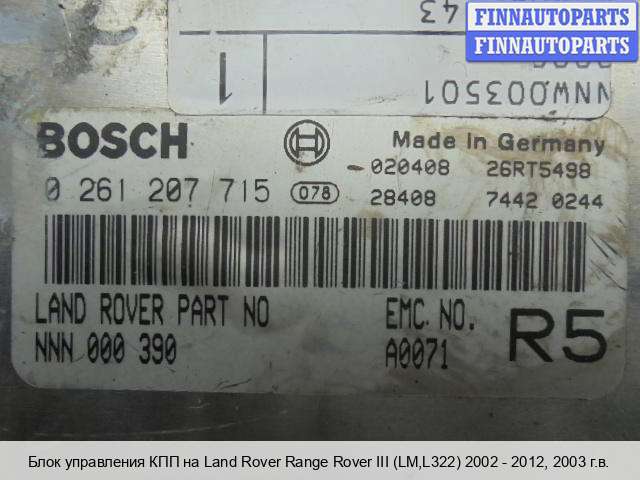 FINNAUTOPARTS
FINNAUTOPARTS
43
NNW003501
1
BOSCH
Made in Germany
020408 26RT5498
0 261 207 715 078
28408 7442 0244
LAND ROVER PART NO
NNN 000 390
EMC. NO.
A0071
R5
Блок управления КПП на Land Rover Range Rover III (LM,L322) 2002 - 2012, 2003 г.в.